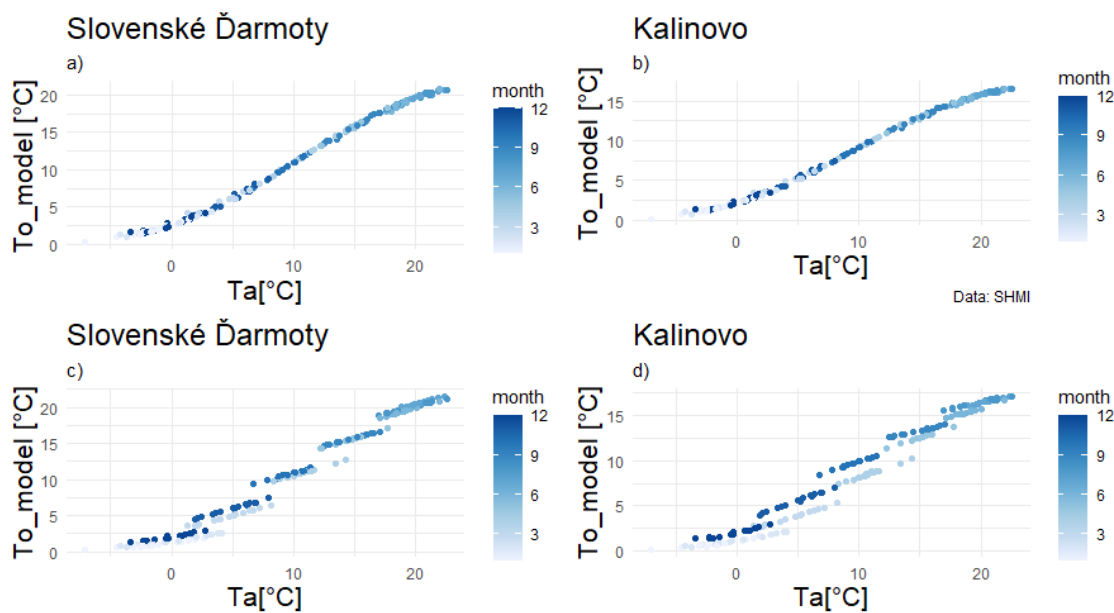 Slovenské Ďarmoty
a)
To_model [°C]
20
15
10
5
0
0 10 20
Ta[°C]
month
12
9
6
3
Kalinovo
b)
To_model [°C]
15
10
5
0
0 10 20
Ta[°C]
month
12
9
6
3
Data: SHMI
Slovenské Ďarmoty
c)
To_model [°C]
20
15
10
5
0
0 10 20
Ta[°C]
month
12
9
6
3
Kalinovo
d)
To_model [°C]
15
10
5
0
0 10 20
Ta[°C]
month
12
9
6
3